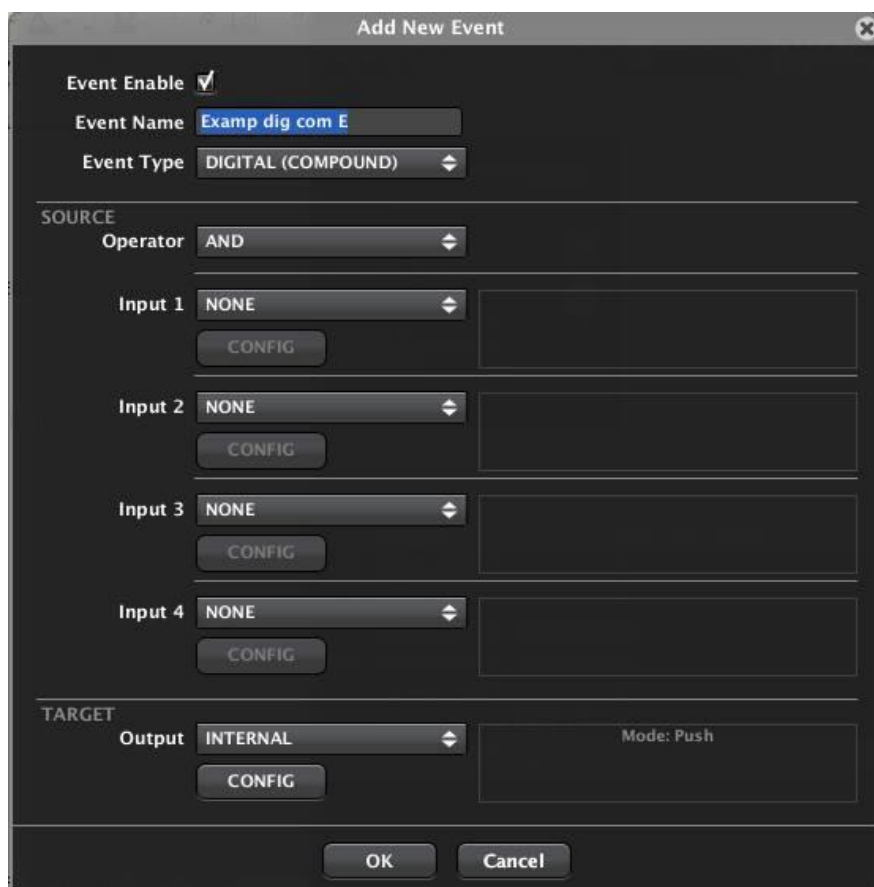 Add New Event
Event Enable
Event Name Examp dig com E
Event Type DIGITAL (COMPOUND)
SOURCE
Operator AND
Input 1 NONE
CONFIG
Input 2 NONE
CONFIG
Input 3 NONE
CONFIG
Input 4 NONE
CONFIG
TARGET
Output INTERNAL Mode: Push
CONFIG
OK Cancel